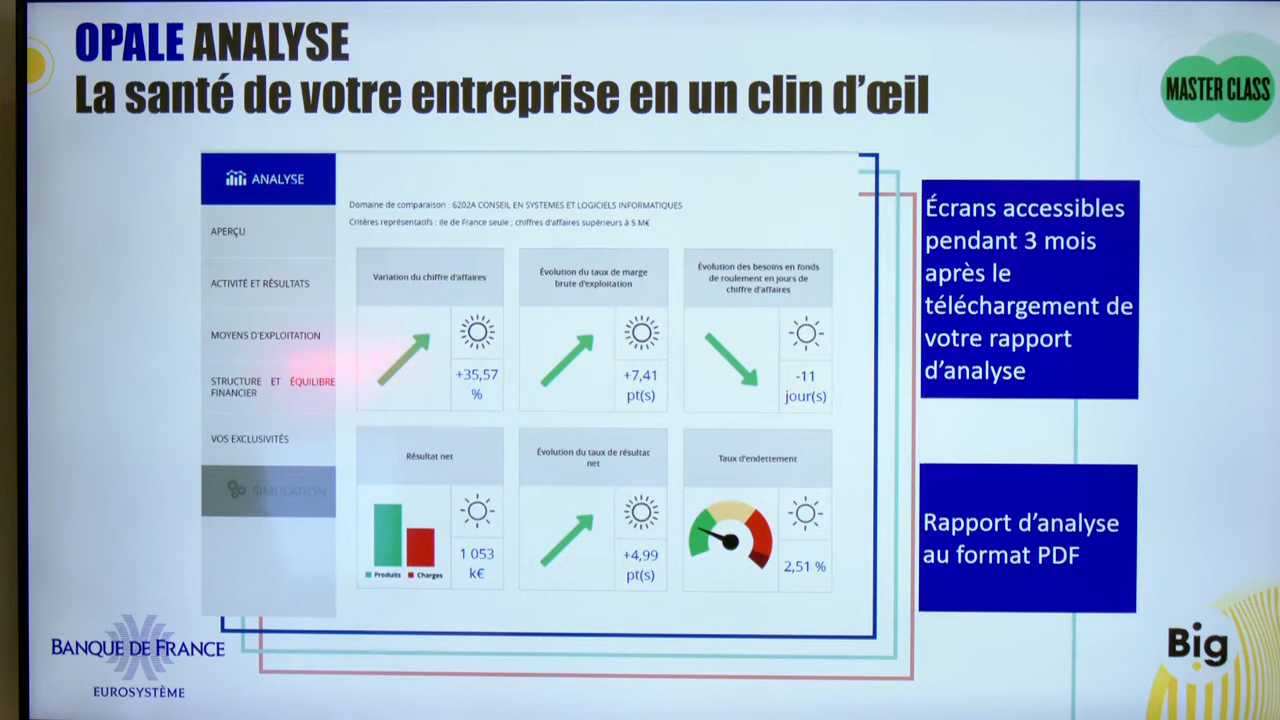 OPALE ANALYSE
La santé de votre entreprise en un clin d'œil
MASTER CLASS
ANALYSE
APERÇU
ACTIVITÉ ET RÉSULTATS
MOYENS D'EXPLOITATION
STRUCTURE ET ÉQUILIBRE
FINANCIER
VOS EXCLUSIVITÉS
SIMULATION
Domaine de comparaison : 6202A CONSEIL EN SYSTEMES ET LOGICIELS INFORMATIQUES
Critères représentatifs : Ile de France seule ; chiffres d'affaires supérieurs à 5 M€
Variation du chiffre d'affaires
+35,57
%
Évolution du taux de marge
brute d'exploitation
+7,41
pt(s)
Évolution des besoins en fonds
de roulement en jours de
chiffre d'affaires
-11
jour(s)
Résultat net
Produits Charges
1 053
k€
Évolution du taux de résultat
net
+4,99
pt(s)
Taux d'endettement
2,51 %
Écrans accessibles
pendant 3 mois
après le
téléchargement de
votre rapport
d'analyse
Rapport d'analyse
au format PDF
BANQUE DE FRANCE
EUROSYSTÈME
Big